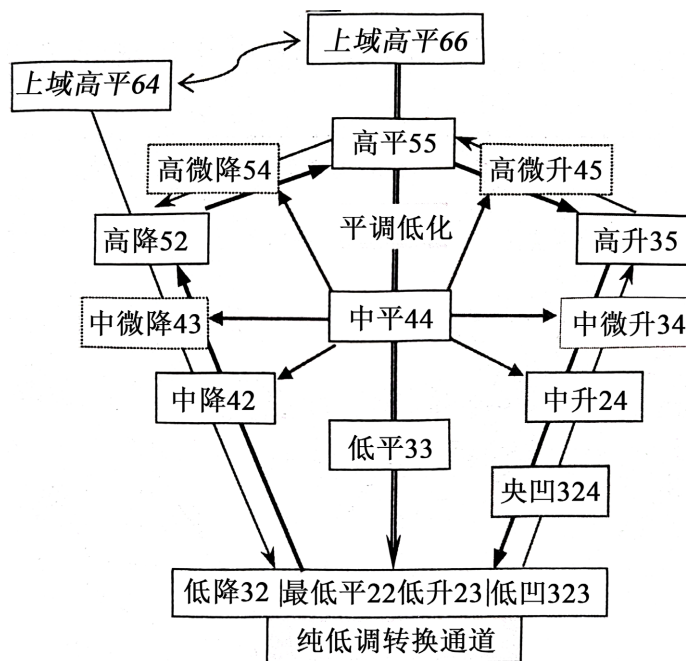 上域高平66
上域高平64
高平55
高微降54
高微升45
平调低化
高降52
高升35
中平44
中微降43
中微升34
中降42
中升24
低平33
央凹324
低降32|最低平22低升23|低凹323
纯低调转换通道